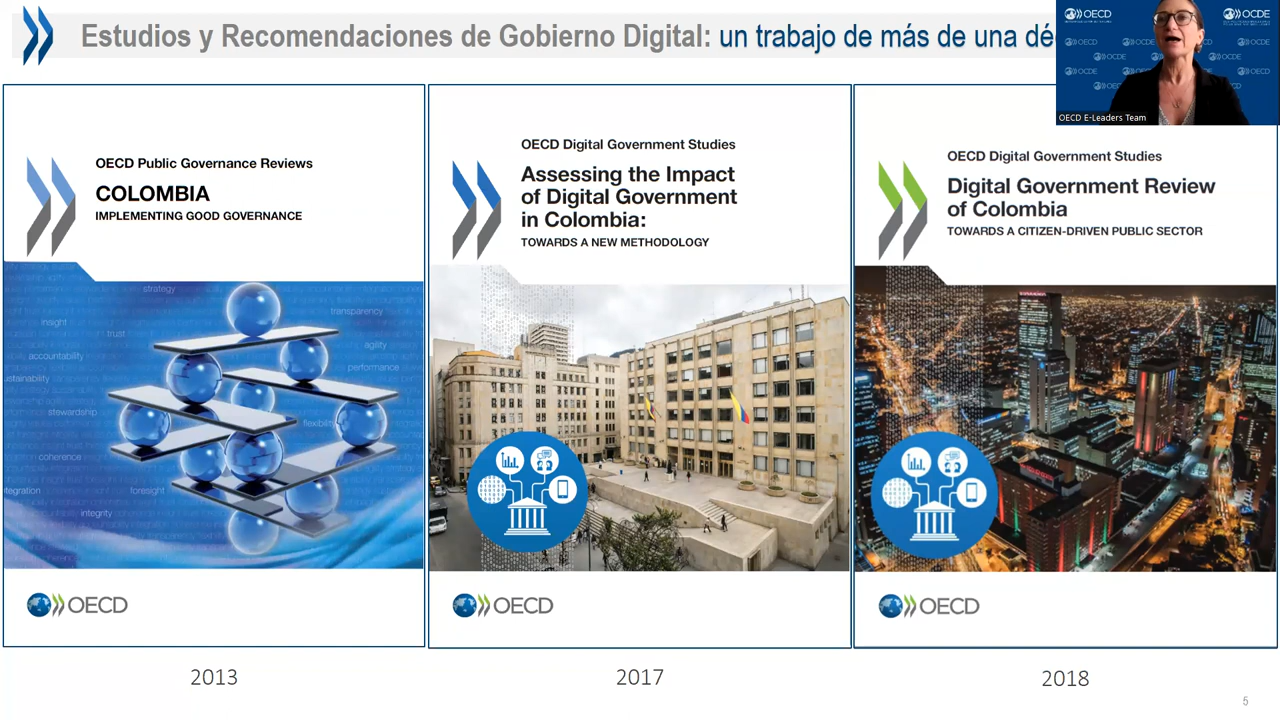 Estudios y Recomendaciones de Gobierno Digital: un trabajo de más de una
OECD
OCDE
OECD E-Leaders Team
OECD Public Governance Reviews
COLOMBIA
IMPLEMENTING GOOD GOVERNANCE
strategy
transparency
insight
trust
agility
accountability
performance
stewardship
flexibility
coherence
foresight
integrity
OECD
2013
OECD Digital Government Studies
Assessing the Impact
of Digital Government
in Colombia:
TOWARDS A NEW METHODOLOGY
OECD
2017
OECD Digital Government Studies
Digital Government Review
of Colombia
TOWARDS A CITIZEN-DRIVEN PUBLIC SECTOR
OECD
2018
5